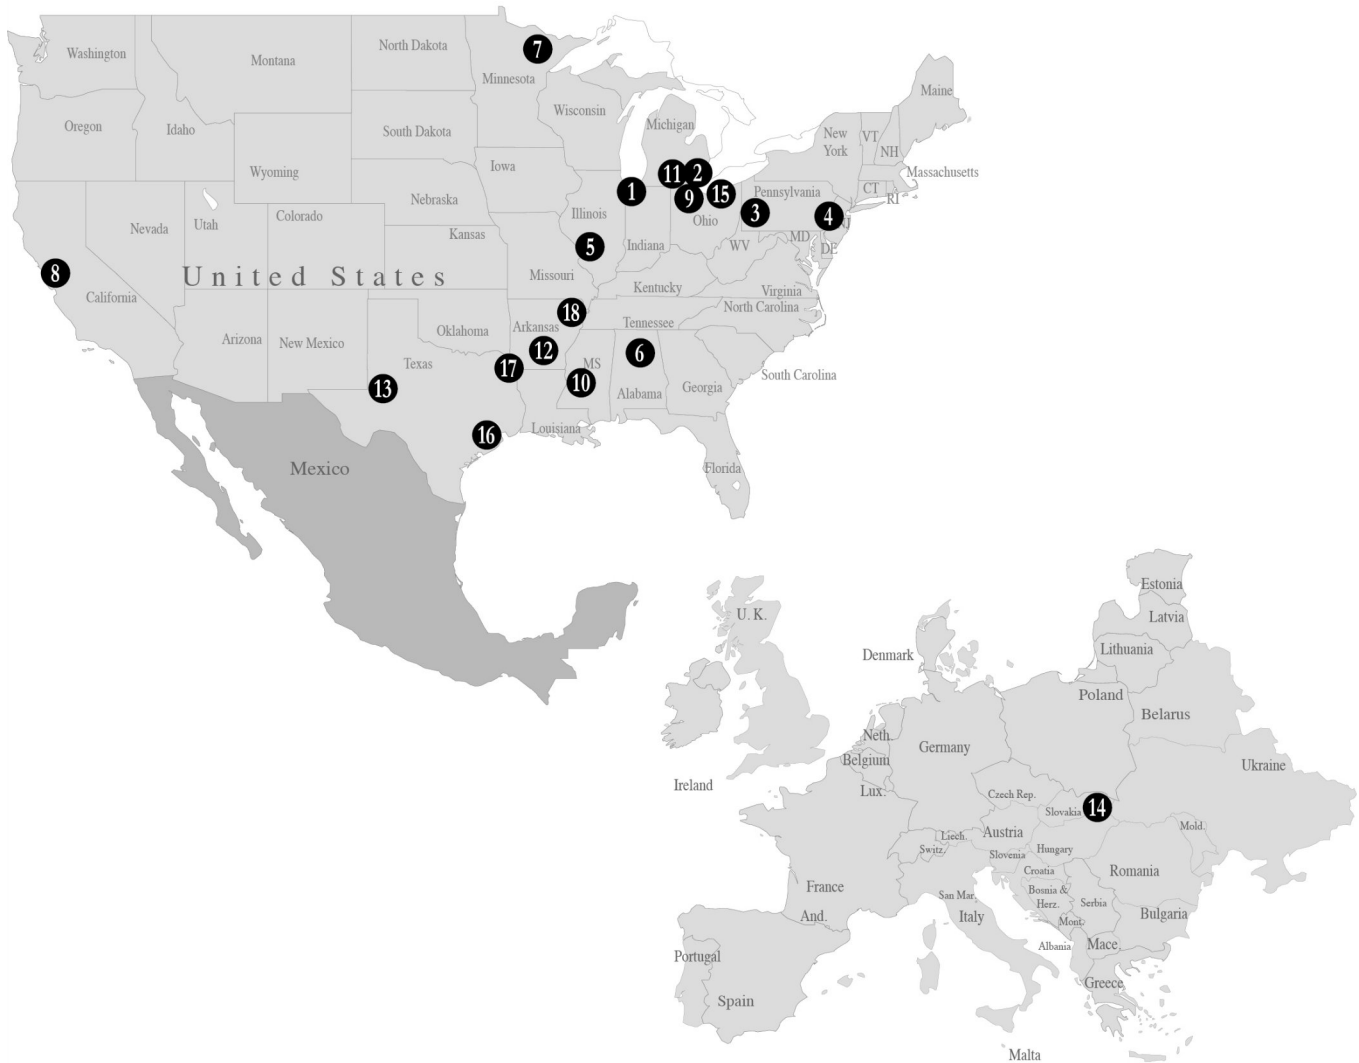 Washington
Montana
North Dakota
7
Minnesota
Maine
Oregon
Idaho
South Dakota
Wisconsin
Michigan
New
York
VT
NH
Wyoming
Iowa
11
2
Massachusetts
Nebraska
1
9
15
Pennsylvania
CT
RI
Nevada
Utah
Colorado
Illinois
Ohio
3
4
NJ
Kansas
5
Indiana
WV
MD
DE
8
United States
Missouri
California
Kentucky
Virginia
18
North Carolina
Arizona
New Mexico
Oklahoma
Arkansas
Tennessee
12
6
Texas
17
MS
South Carolina
13
10
Alabama
Georgia
16
Louisiana
Mexico
Florida
Estonia
U. K.
Latvia
Denmark
Lithuania
Poland
Belarus
Neth.
Germany
Belgium
Ukraine
Ireland
Lux.
Czech Rep.
Slovakia
14
Liech.
Austria
Mold.
Switz.
Slovenia
Hungary
Croatia
Romania
France
San Mar.
Bosnia &
Herz.
Serbia
And.
Italy
Mont.
Bulgaria
Albania
Mace.
Portugal
Greece
Spain
Malta